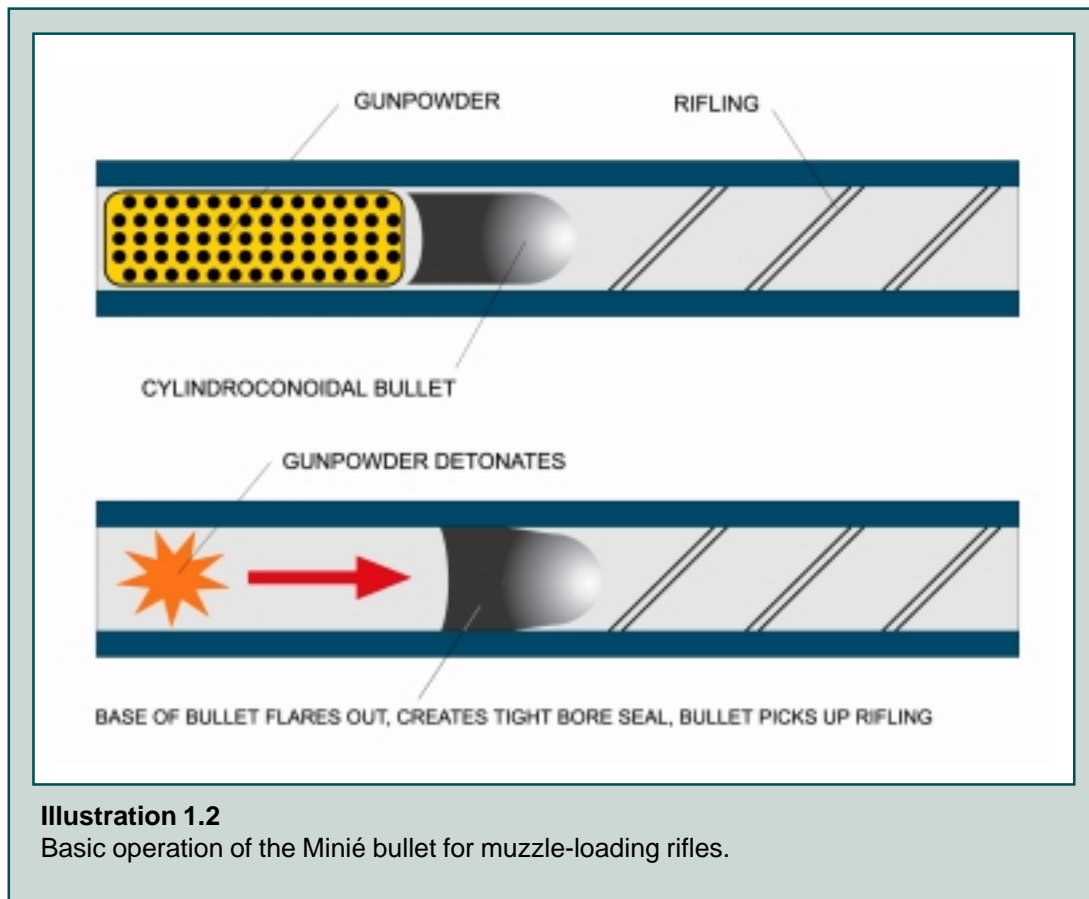 GUNPOWDER
RIFLING
CYLINDROCONOIDAL BULLET
GUNPOWDER DETONATES
BASE OF BULLET FLARES OUT, CREATES TIGHT BORE SEAL, BULLET PICKS UP RIFLING
Illustration 1.2
Basic operation of the Minié bullet for muzzle-loading rifles.